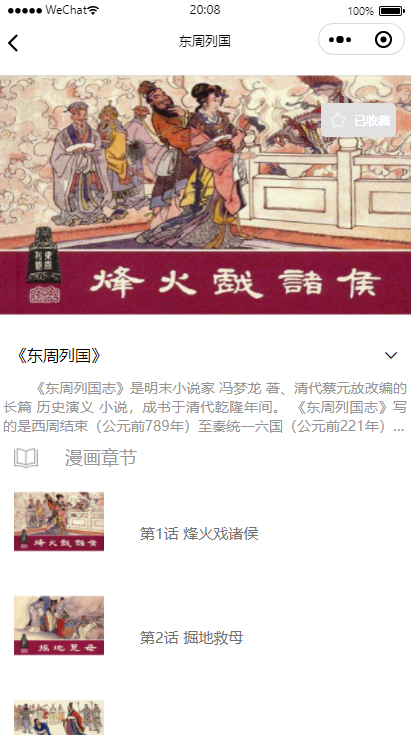 WeChat
20:08
100%
东周列国
已收藏
東周列國
烽火戲諸侯
《东周列国》
《东周列国志》是明末小说家 冯梦龙 著、清代蔡元放改编的
长篇 历史演义 小说，成书于清代乾隆年间。 《东周列国志》写
的是西周结束（公元前789年）至秦统一六国（公元前221年）...
漫画章节
烽火戲諸侯
第1话 烽火戏诸侯
掘地見母
第2话 掘地救母